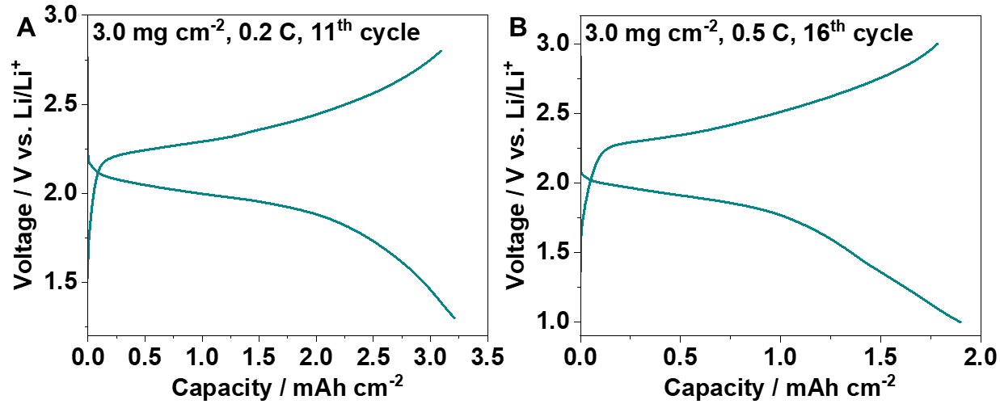 A
3.0 mg cm⁻², 0.2 C, 11ᵗʰ cycle
Voltage / V vs. Li/Li⁺
3.0
2.5
2.0
1.5
0.0 0.5 1.0 1.5 2.0 2.5 3.0 3.5
Capacity / mAh cm⁻²
B
3.0 mg cm⁻², 0.5 C, 16ᵗʰ cycle
Voltage / V vs. Li/Li⁺
3.0
2.5
2.0
1.5
1.0
0.0 0.5 1.0 1.5 2.0
Capacity / mAh cm⁻²